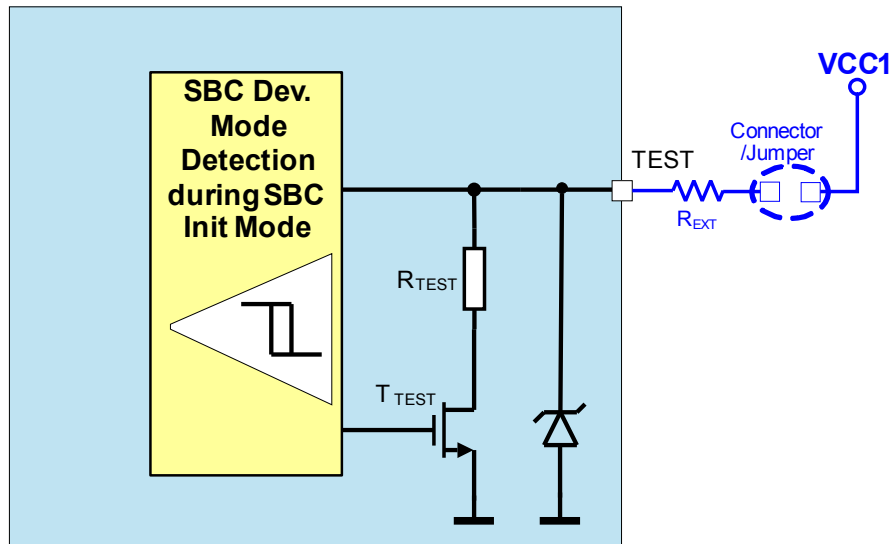 SBC Dev.
Mode
Detection
during SBC
Init Mode
VCC1
Connector
/Jumper
TEST
REXT
RTEST
TTEST